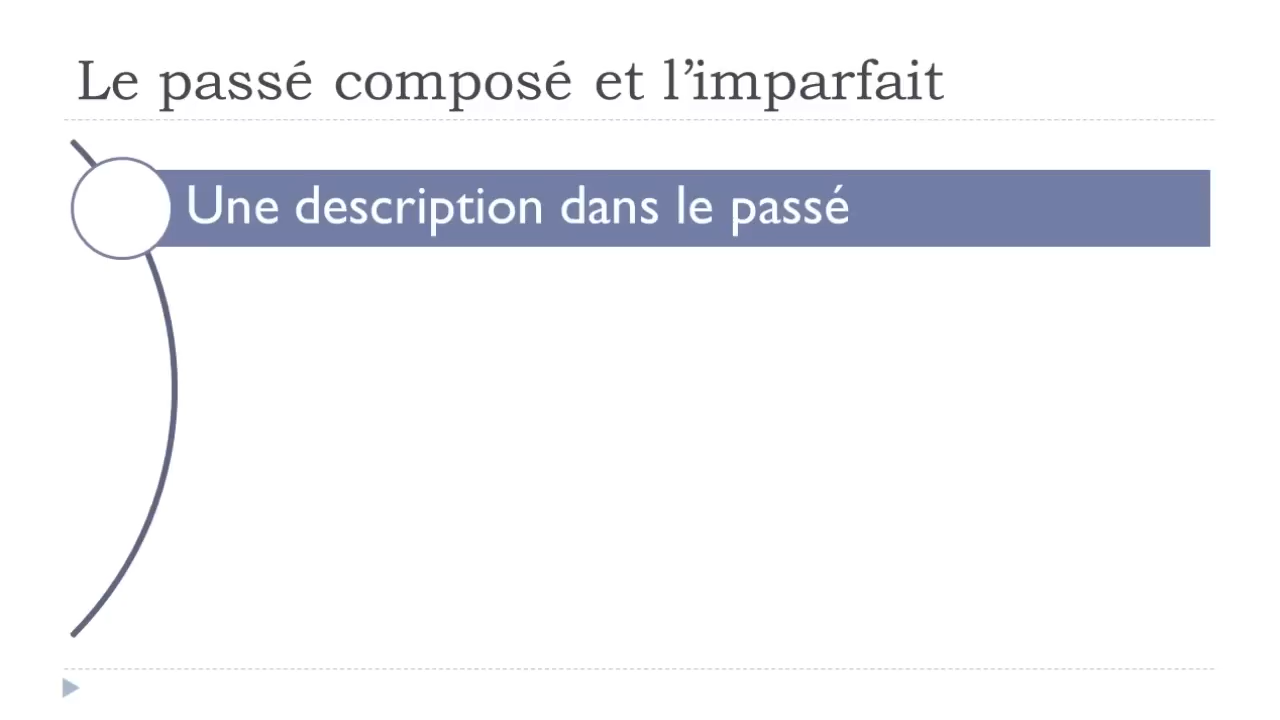 Le passé composé et l’imparfait
Une description dans le passé